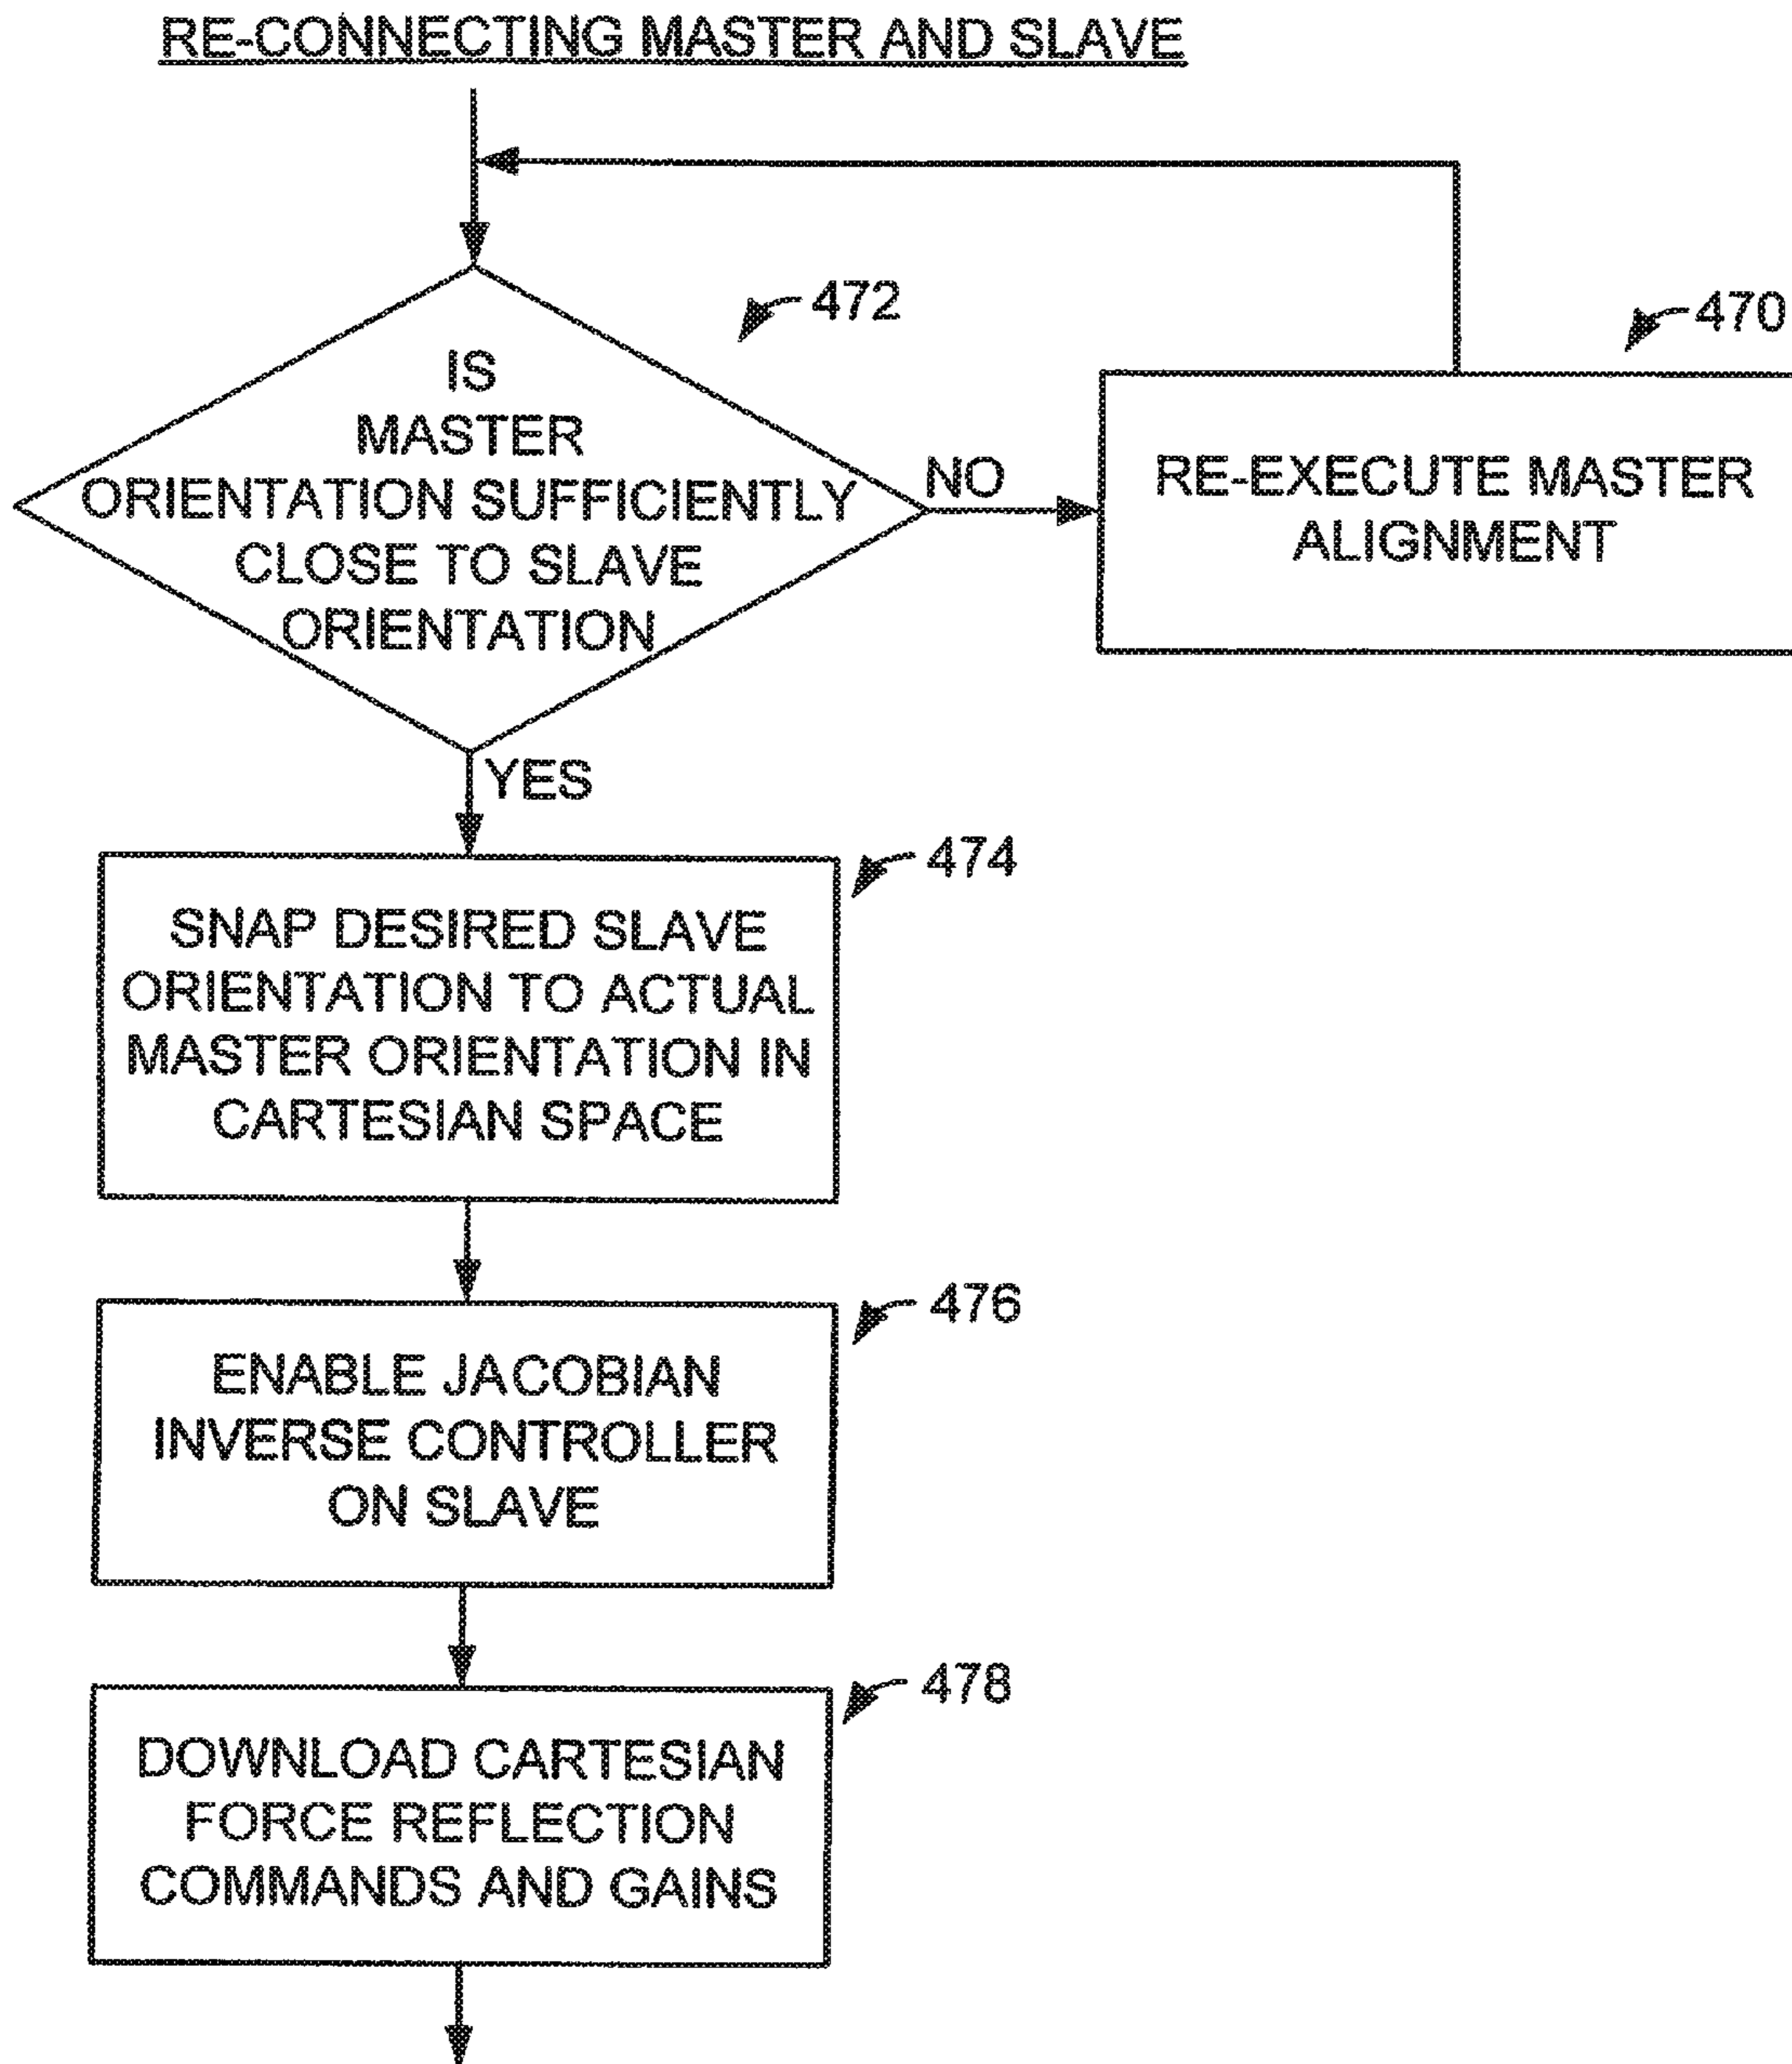 RE-CONNECTING MASTER AND SLAVE
472
470
IS
MASTER
ORIENTATION SUFFICIENTLY
CLOSE TO SLAVE
ORIENTATION
NO
RE-EXECUTE MASTER
ALIGNMENT
YES
474
SNAP DESIRED SLAVE
ORIENTATION TO ACTUAL
MASTER ORIENTATION IN
CARTESIAN SPACE
476
ENABLE JACOBIAN
INVERSE CONTROLLER
ON SLAVE
478
DOWNLOAD CARTESIAN
FORCE REFLECTION
COMMANDS AND GAINS